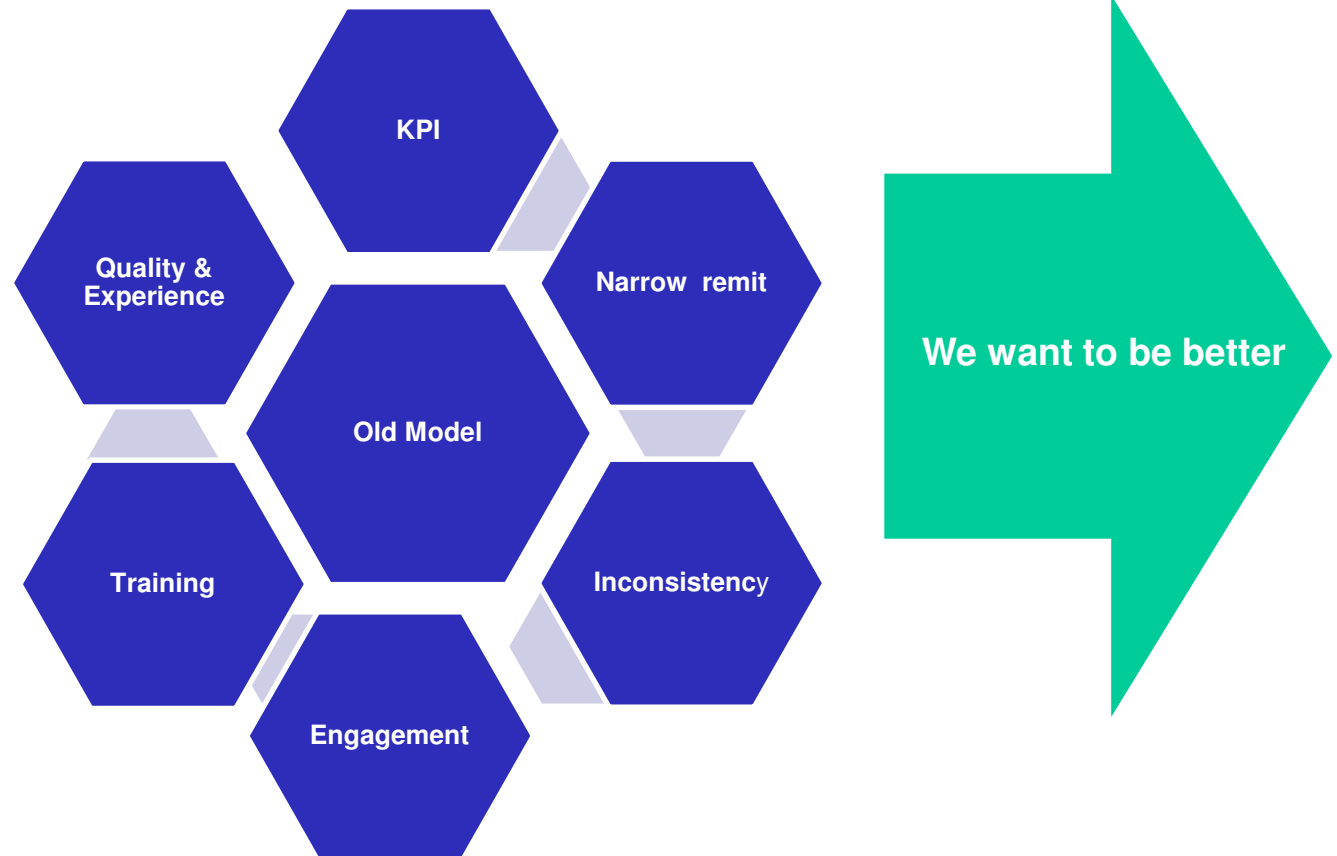 KPI
Quality &
Experience
Narrow  remit
We want to be better
Old Model
Training
Inconsistency
Engagement